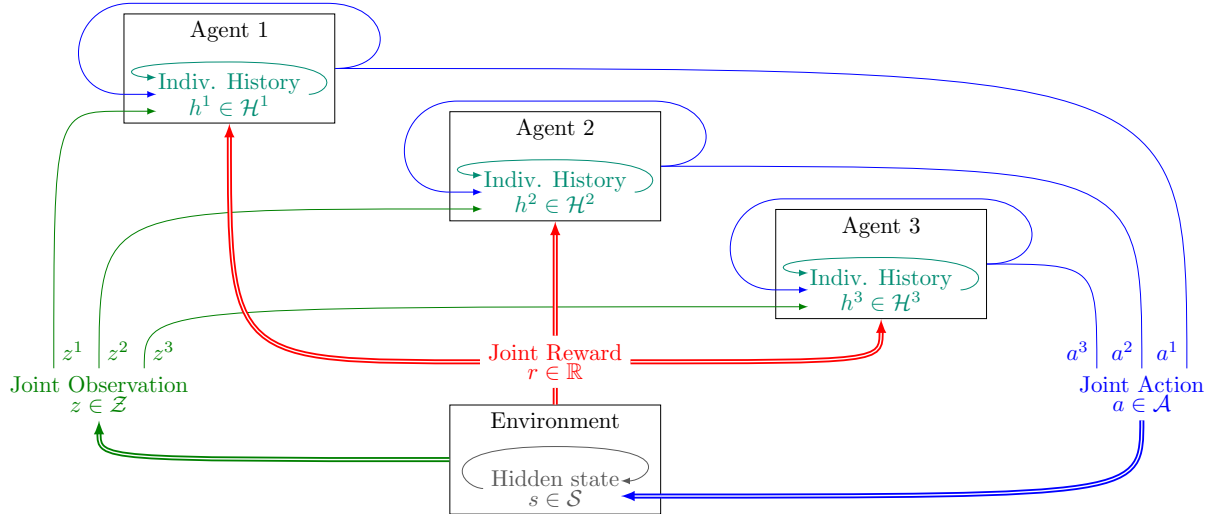 Agent 1
Indiv. History
h¹ ∈ ℋ¹
Agent 2
Indiv. History
h² ∈ ℋ²
Agent 3
Indiv. History
h³ ∈ ℋ³
z¹ z² z³
Joint Observation
z ∈ 𝒵
Joint Reward
r ∈ ℝ
a³ a² a¹
Joint Action
a ∈ 𝒜
Environment
Hidden state
s ∈ 𝒮